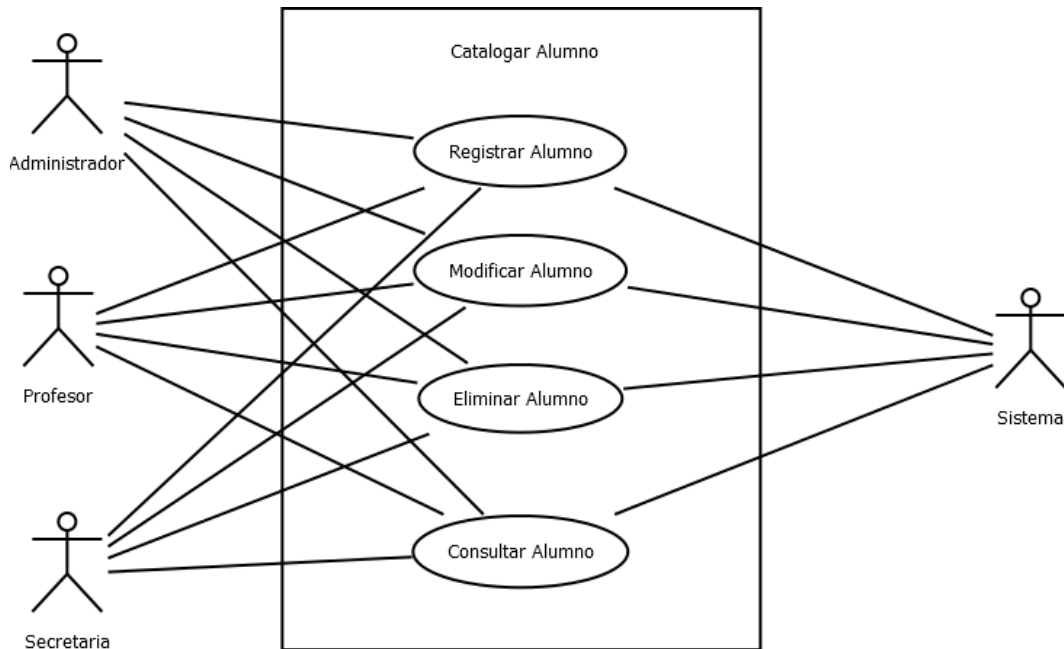 Catalogar Alumno
Administrador
Registrar Alumno
Modificar Alumno
Profesor
Eliminar Alumno
Sistema
Consultar Alumno
Secretaria